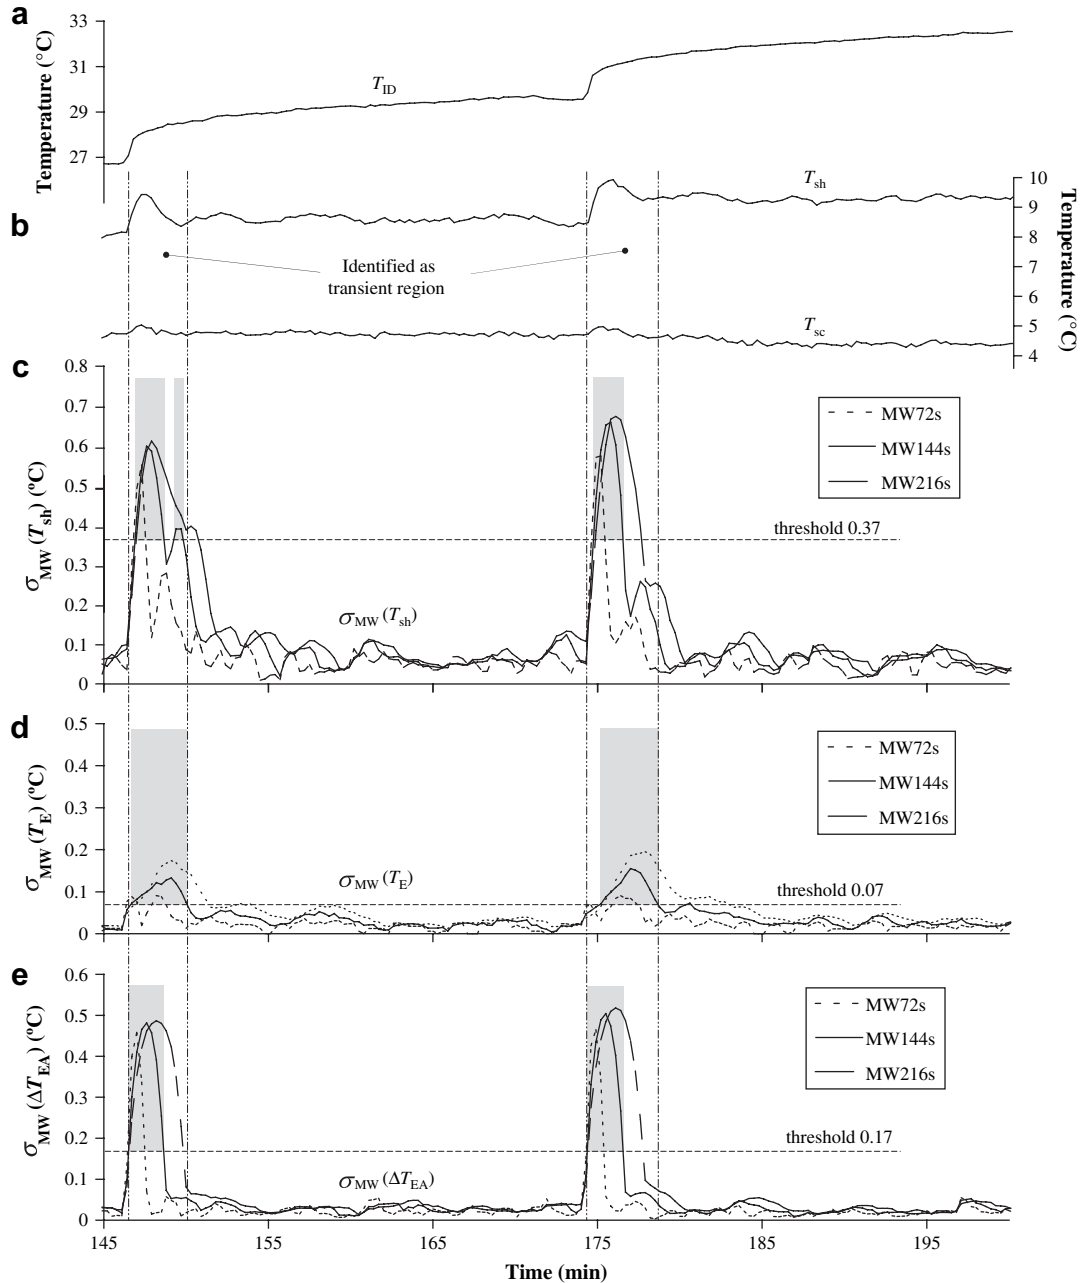 a
33
31
29
27
Temperature (°C)
T_ID
b
T_sh
10
9
8
7
6
5
4
Temperature (°C)
Identified as
transient region
T_sc
c
0.8
0.7
0.6
0.5
0.4
0.3
0.2
0.1
0
σ_MW(T_sh) (ºC)
MW72s
MW144s
MW216s
threshold 0.37
σ_MW(T_sh)
d
0.5
0.4
0.3
0.2
0.1
0
σ_MW(T_E) (ºC)
MW72s
MW144s
MW216s
σ_MW(T_E)
threshold 0.07
e
0.6
0.5
0.4
0.3
0.2
0.1
0
σ_MW(ΔT_EA) (ºC)
MW72s
MW144s
MW216s
threshold 0.17
σ_MW(ΔT_EA)
145 155 165 175 185 195
Time (min)